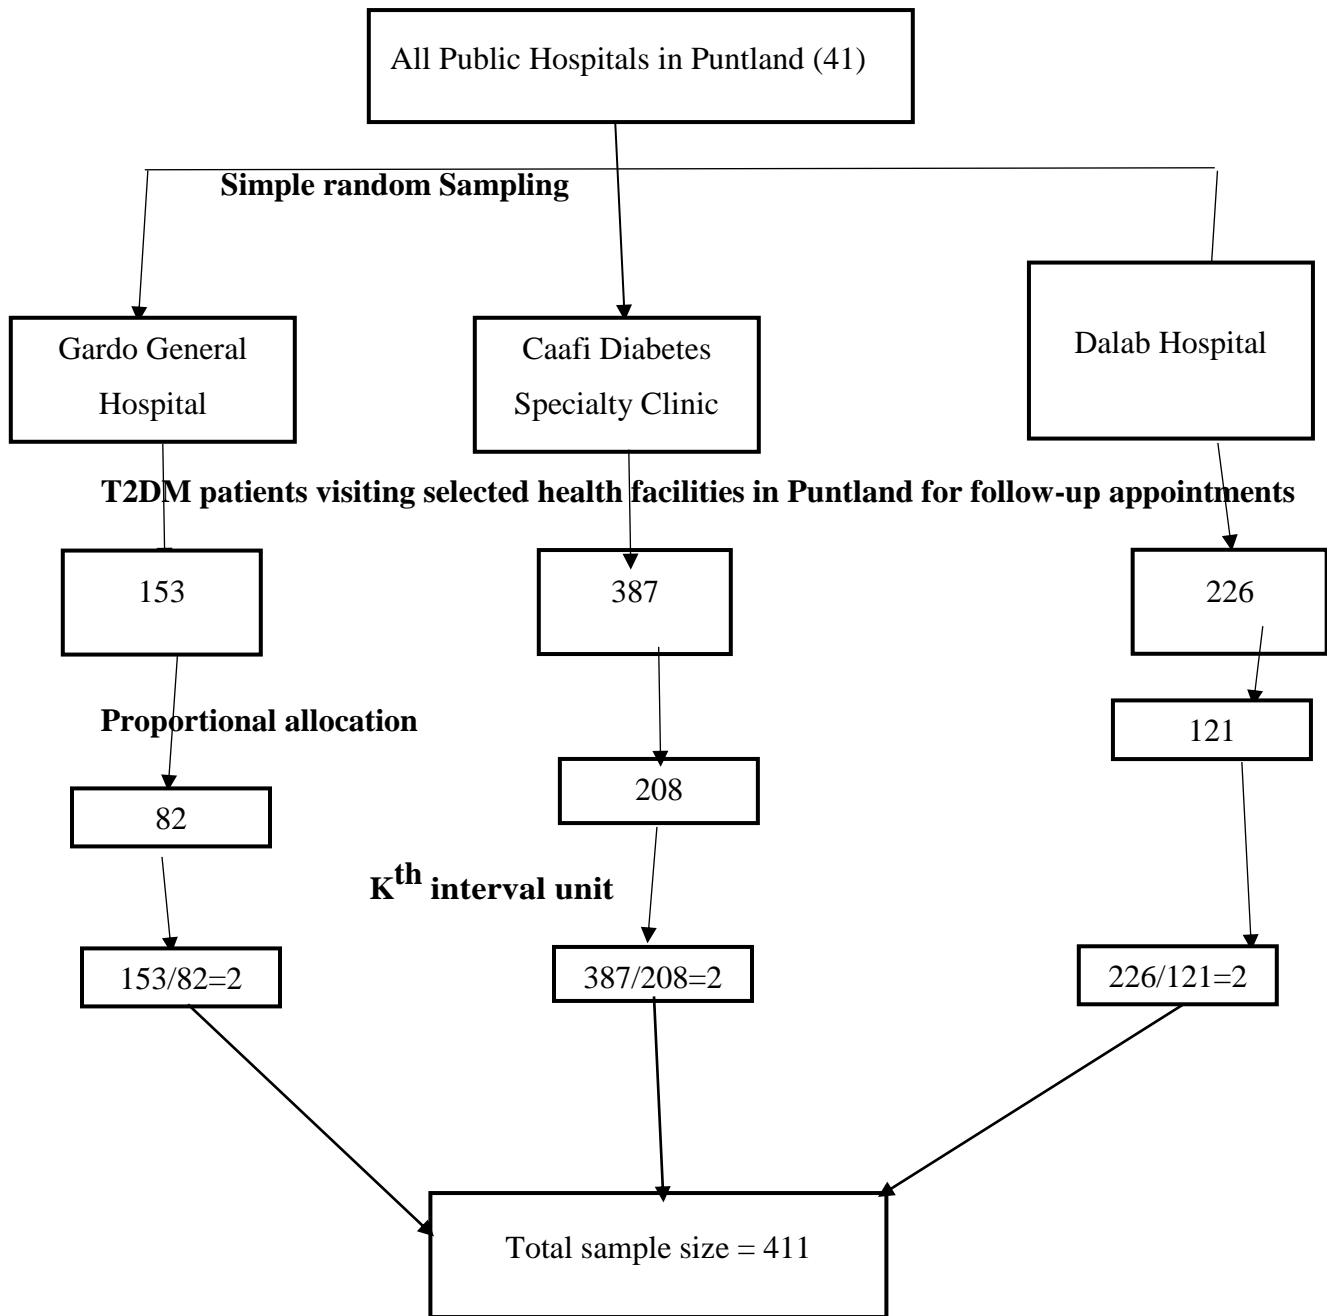 All Public Hospitals in Puntland (41)
Simple random Sampling
Gardo General
Hospital
Caafi Diabetes
Specialty Clinic
Dalab Hospital
T2DM patients visiting selected health facilities in Puntland for follow-up appointments
153
387
226
Proportional allocation
121
82
208
Kth interval unit
153/82=2
387/208=2
226/121=2
Total sample size = 411